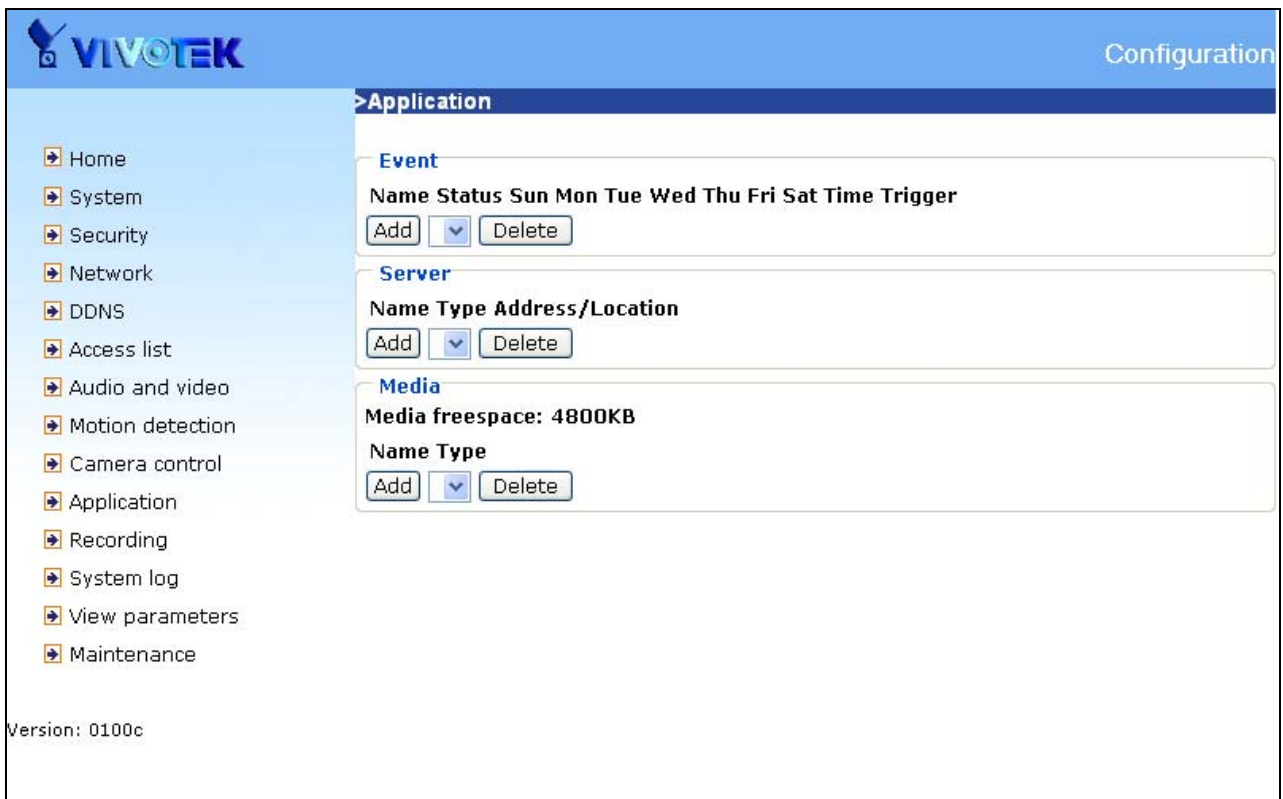 VIVOTEK
Configuration
>Application
Home
System
Security
Network
DDNS
Access list
Audio and video
Motion detection
Camera control
Application
Recording
System log
View parameters
Maintenance
Version: 0100c
Event
Name Status Sun Mon Tue Wed Thu Fri Sat Time Trigger
Add Delete
Server
Name Type Address/Location
Add Delete
Media
Media freespace: 4800KB
Name Type
Add Delete